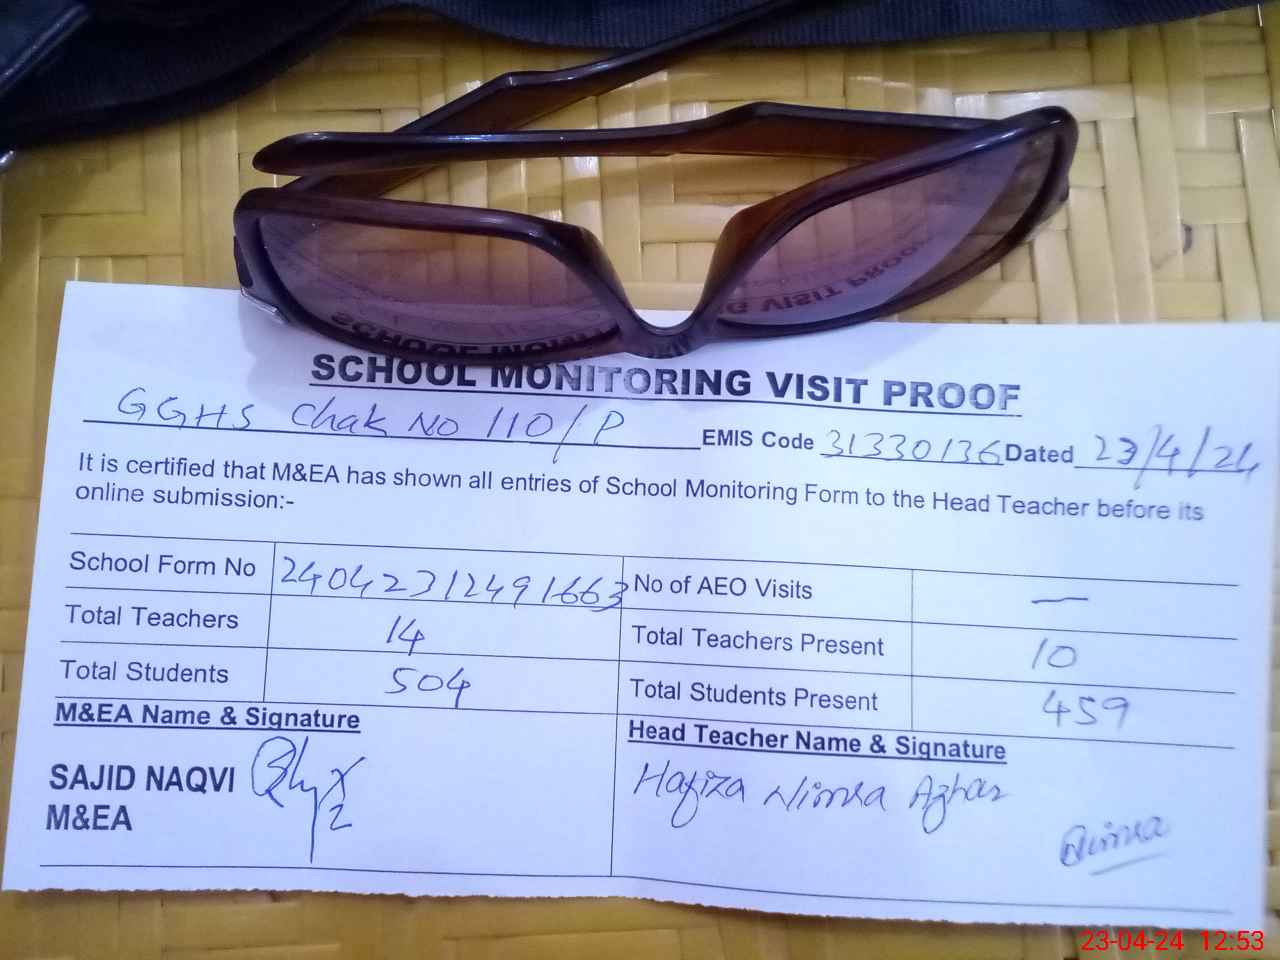 SCHOOL MONITORING VISIT PROOF
GGHS Chak No 110/P EMIS Code 31330136 Dated 23/4/24
It is certified that M&EA has shown all entries of School Monitoring Form to the Head Teacher before its
online submission:-
School Form No 24042312491663 No of AEO Visits —
Total Teachers 14 Total Teachers Present 10
Total Students 504 Total Students Present 459
M&EA Name & Signature Head Teacher Name & Signature
SAJID NAQVI Hafiza Nimra Azhar
M&EA Nimra
23-04-24 12:53